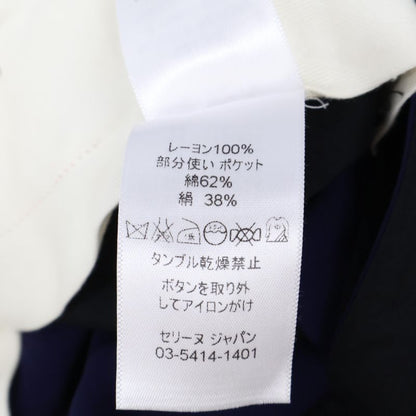 レーヨン100%
部分使い ポケット
綿62%
絹 38%
タンブル乾燥禁止
ボタンを取り外
してアイロンがけ
セリーヌ ジャパン
03-5414-1401